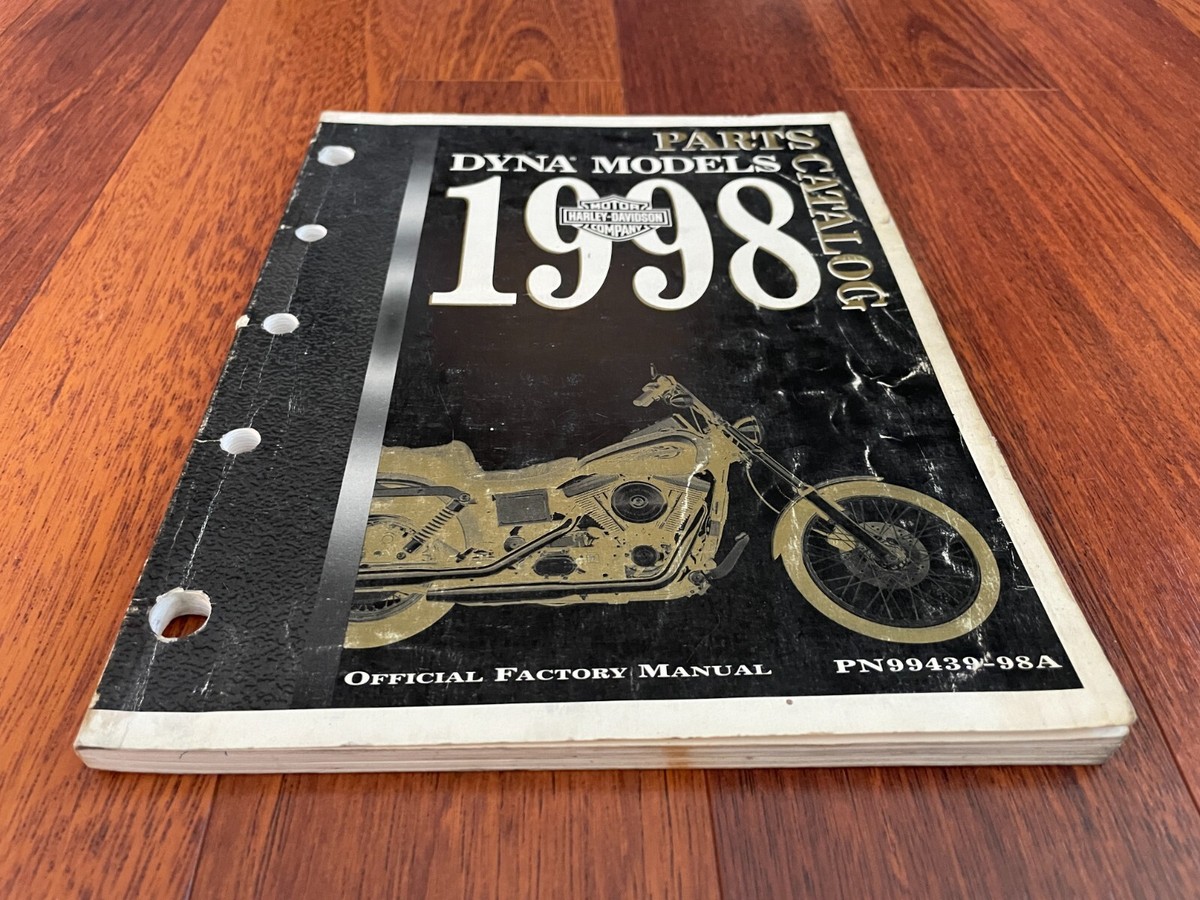 PARTS
CATALOG
DYNA MODELS
1998
MOTOR
HARLEY-DAVIDSON
COMPANY
OFFICIAL FACTORY MANUAL
PN99439-98A